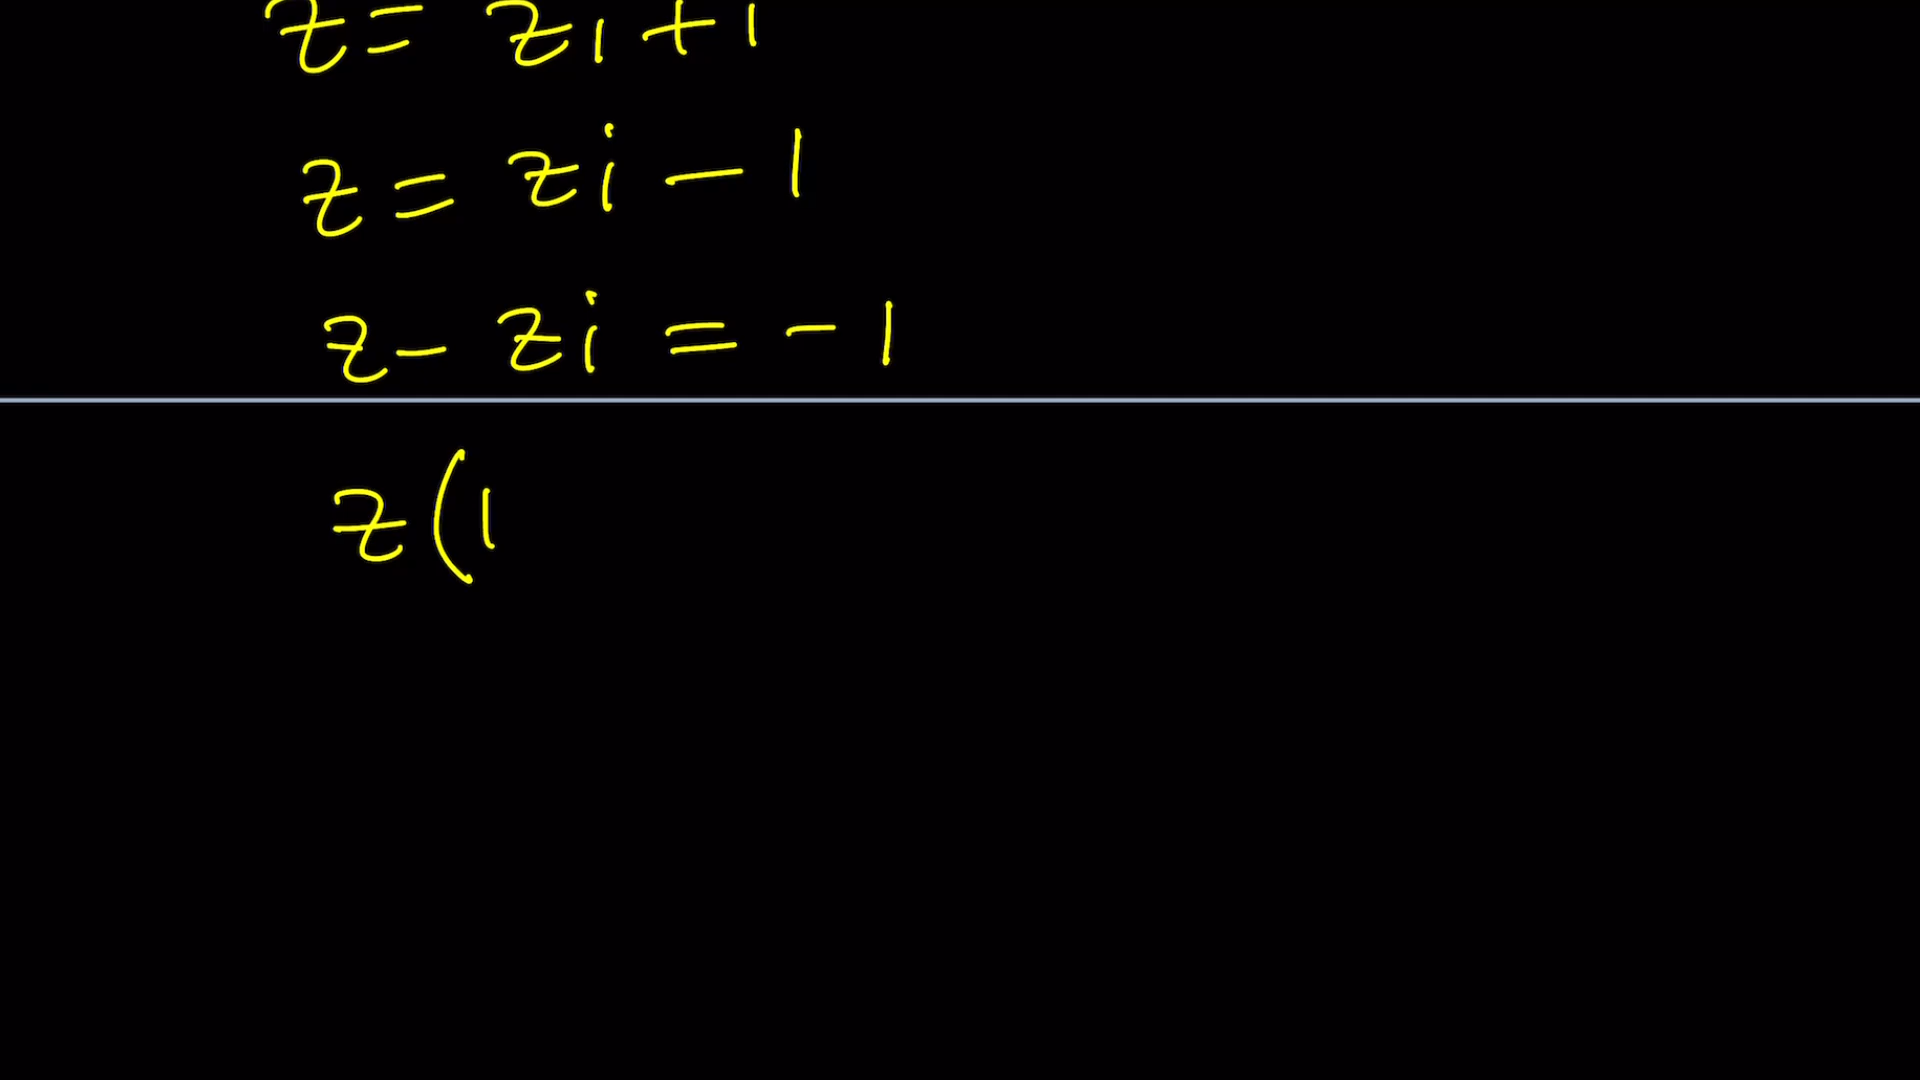 z = zi + 1
z = zi - 1
z - zi = -1
z(1